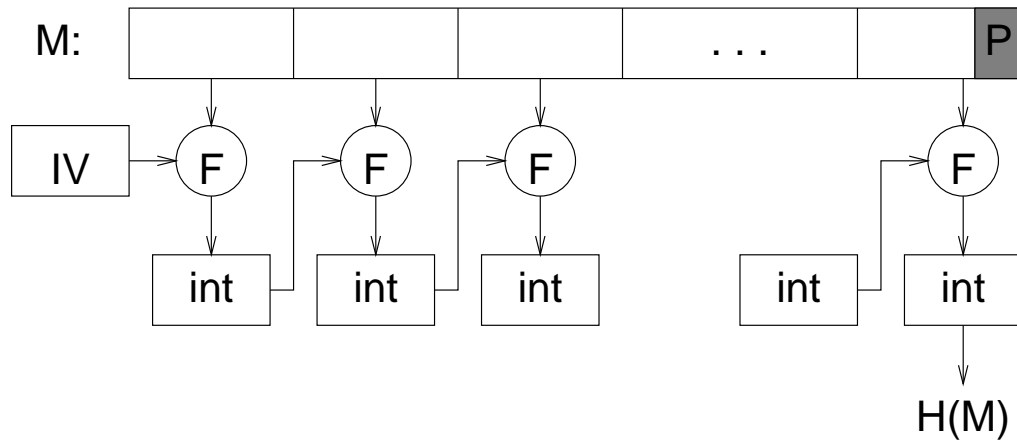 M: . . . P
IV F F F F
int int int int int
H(M)